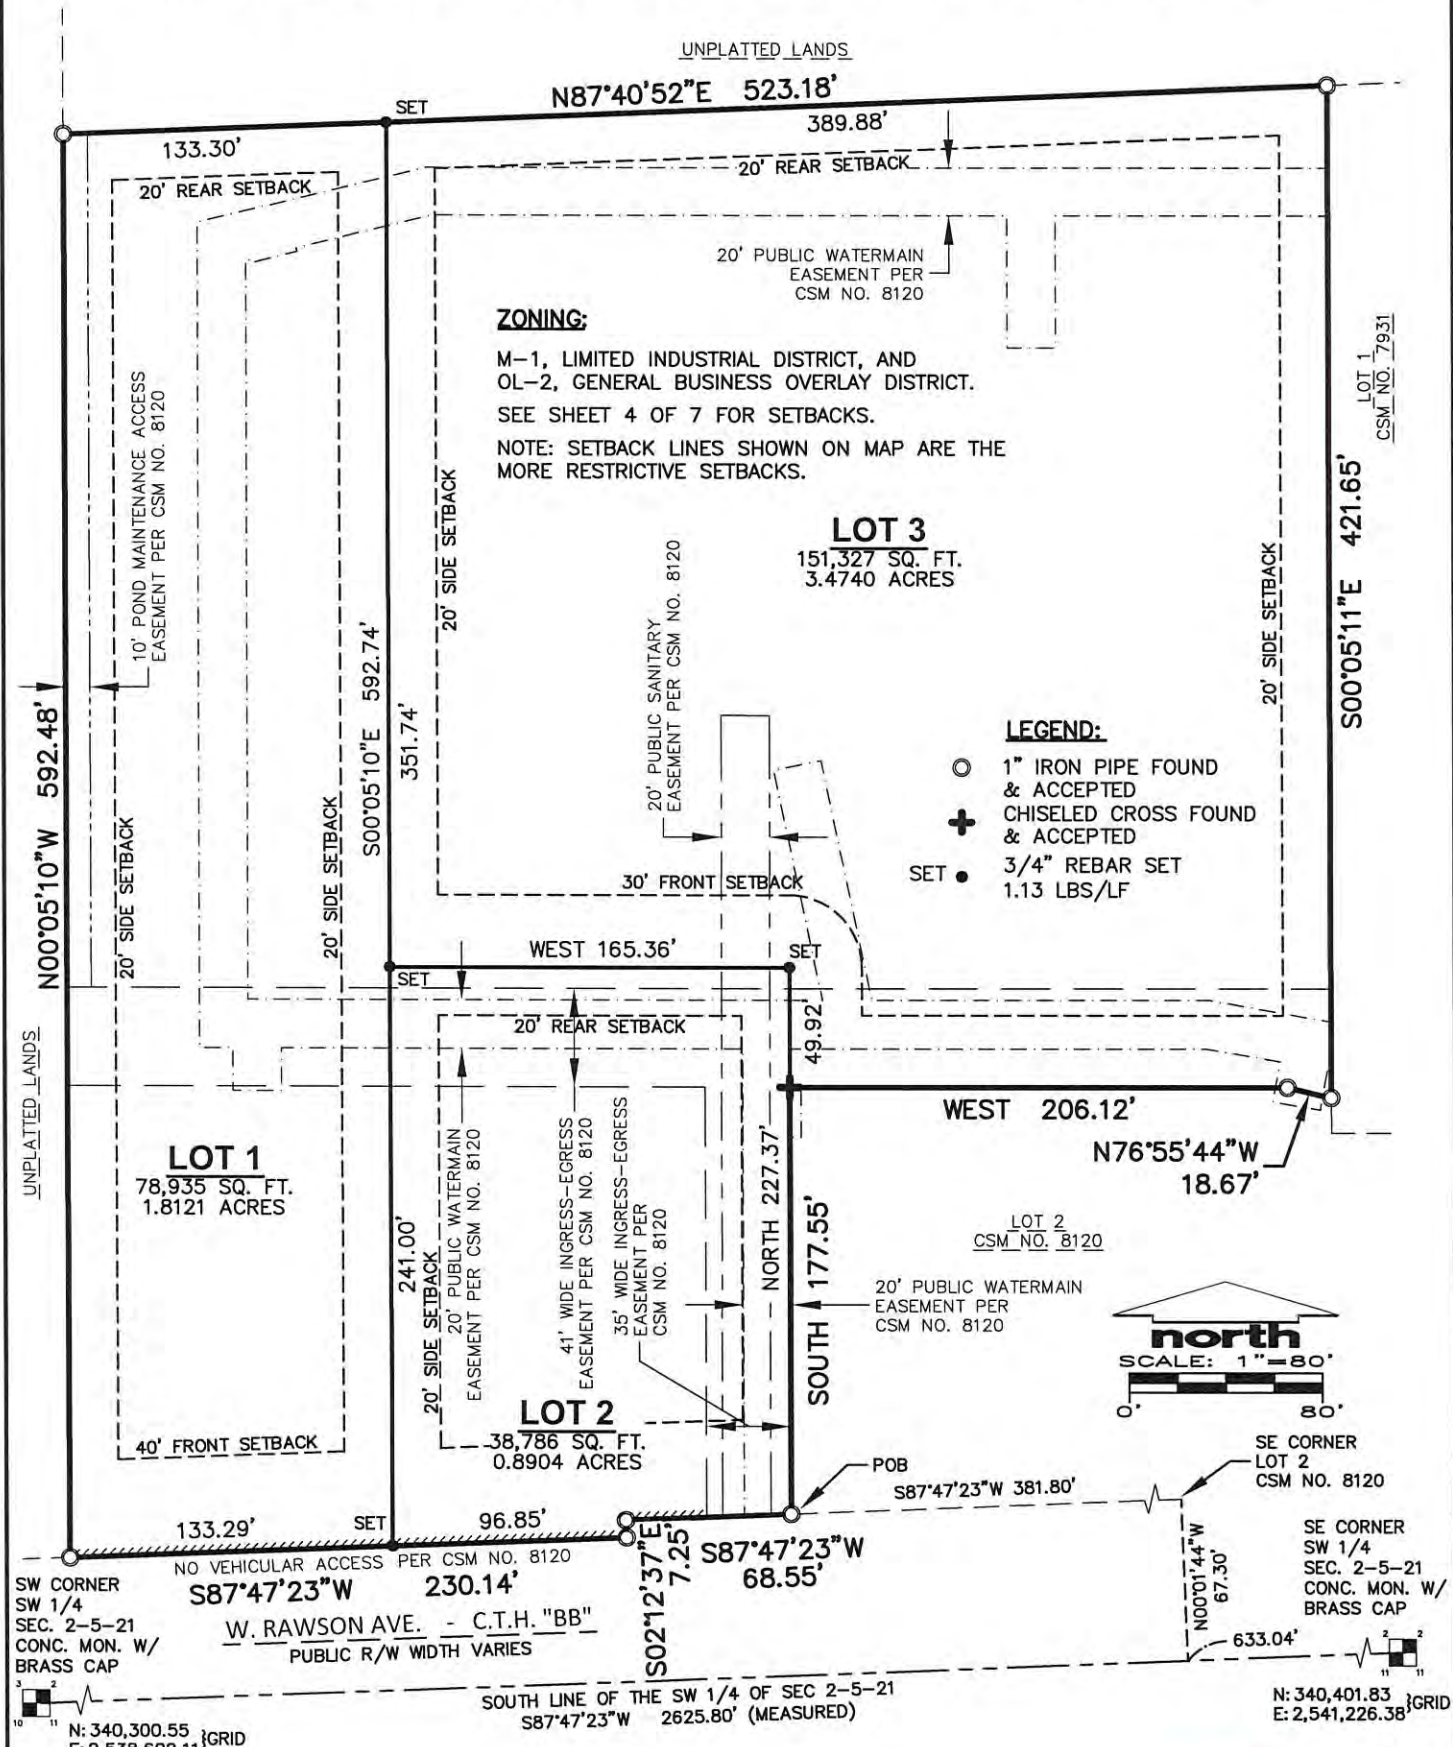 UNPLATTED LANDS
N87°40'52"E 523.18'
SET
133.30'
389.88'
20' REAR SETBACK
20' REAR SETBACK
20' PUBLIC WATERMAIN
EASEMENT PER
CSM NO. 8120
ZONING:
M-1, LIMITED INDUSTRIAL DISTRICT, AND
OL-2, GENERAL BUSINESS OVERLAY DISTRICT.
SEE SHEET 4 OF 7 FOR SETBACKS.
NOTE: SETBACK LINES SHOWN ON MAP ARE THE
MORE RESTRICTIVE SETBACKS.
LOT 1
CSM NO. 7931
10' POND MAINTENANCE ACCESS
EASEMENT PER CSM NO. 8120
20' SIDE SETBACK
LOT 3
151,327 SQ. FT.
3.4740 ACRES
20' PUBLIC SANITARY
EASEMENT PER CSM NO. 8120
20' SIDE SETBACK
S00°05'11"E 421.65'
N00°05'10"W 592.48'
S00°05'10"E 592.74'
351.74'
LEGEND:
1" IRON PIPE FOUND
& ACCEPTED
CHISELED CROSS FOUND
& ACCEPTED
SET
3/4" REBAR SET
1.13 LBS/LF
20' SIDE SETBACK
20' SIDE SETBACK
30' FRONT SETBACK
WEST 165.36'
SET
SET
49.92'
20' REAR SETBACK
UNPLATTED LANDS
WEST 206.12'
N76°55'44"W
18.67'
LOT 1
78,935 SQ. FT.
1.8121 ACRES
241.00'
20' SIDE SETBACK
20' PUBLIC WATERMAIN
EASEMENT PER CSM NO. 8120
41' WIDE INGRESS-EGRESS
EASEMENT PER CSM NO. 8120
35' WIDE INGRESS-EGRESS
EASEMENT PER
CSM NO. 8120
NORTH 227.37'
SOUTH 177.55'
LOT 2
CSM NO. 8120
20' PUBLIC WATERMAIN
EASEMENT PER
CSM NO. 8120
north
SCALE: 1"=80'
0'
80'
LOT 2
38,786 SQ. FT.
0.8904 ACRES
40' FRONT SETBACK
POB
S87°47'23"W 381.80'
SE CORNER
LOT 2
CSM NO. 8120
133.29'
SET
96.85'
NO VEHICULAR ACCESS PER CSM NO. 8120
S87°47'23"W 230.14'
S02°12'37"E
7.25'
S87°47'23"W
68.55'
N00°01'44"W
67.30'
SE CORNER
SW 1/4
SEC. 2-5-21
CONC. MON. W/
BRASS CAP
SW CORNER
SW 1/4
SEC. 2-5-21
CONC. MON. W/
BRASS CAP
W. RAWSON AVE. - C.T.H. "BB"
PUBLIC R/W WIDTH VARIES
633.04'
2 2
11 11
3 2
10 11
SOUTH LINE OF THE SW 1/4 OF SEC 2-5-21
S87°47'23"W 2625.80' (MEASURED)
N: 340,401.83
E: 2,541,226.38 }GRID
N: 340,300.55
}GRID